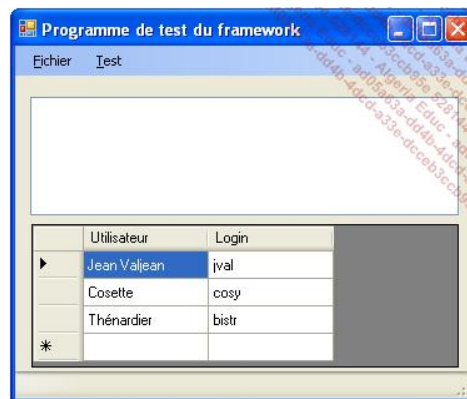 Programme de test du framework
Fichier Test
Utilisateur Login
Jean Valjean jval
Cosette cosy
Thénardier bistr